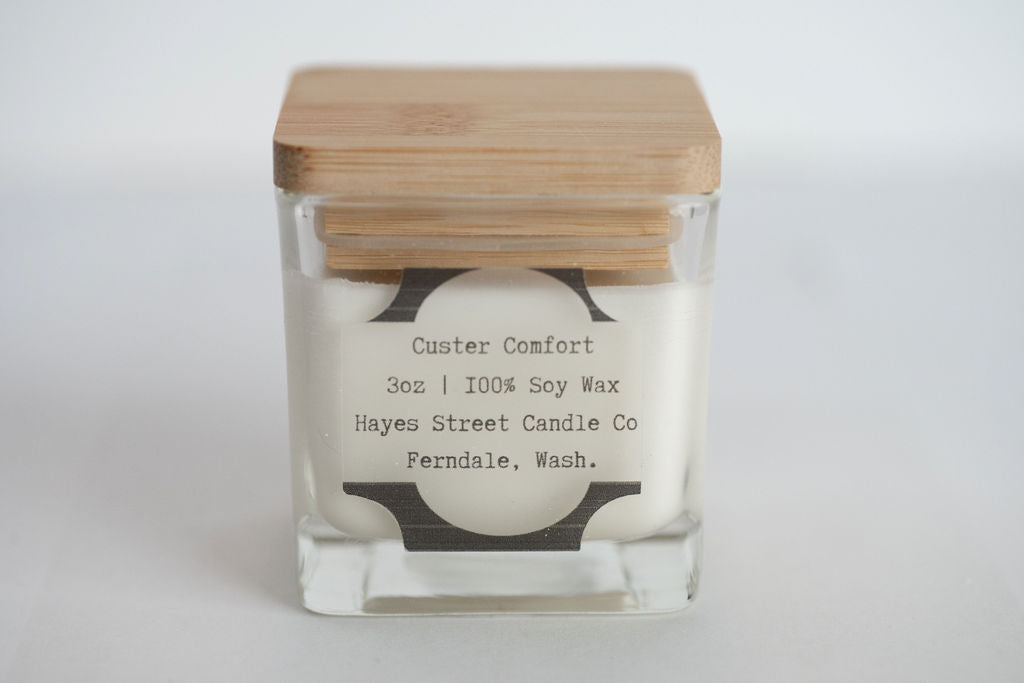 Custer Comfort
3oz | 100% Soy Wax
Hayes Street Candle Co
Ferndale, Wash.